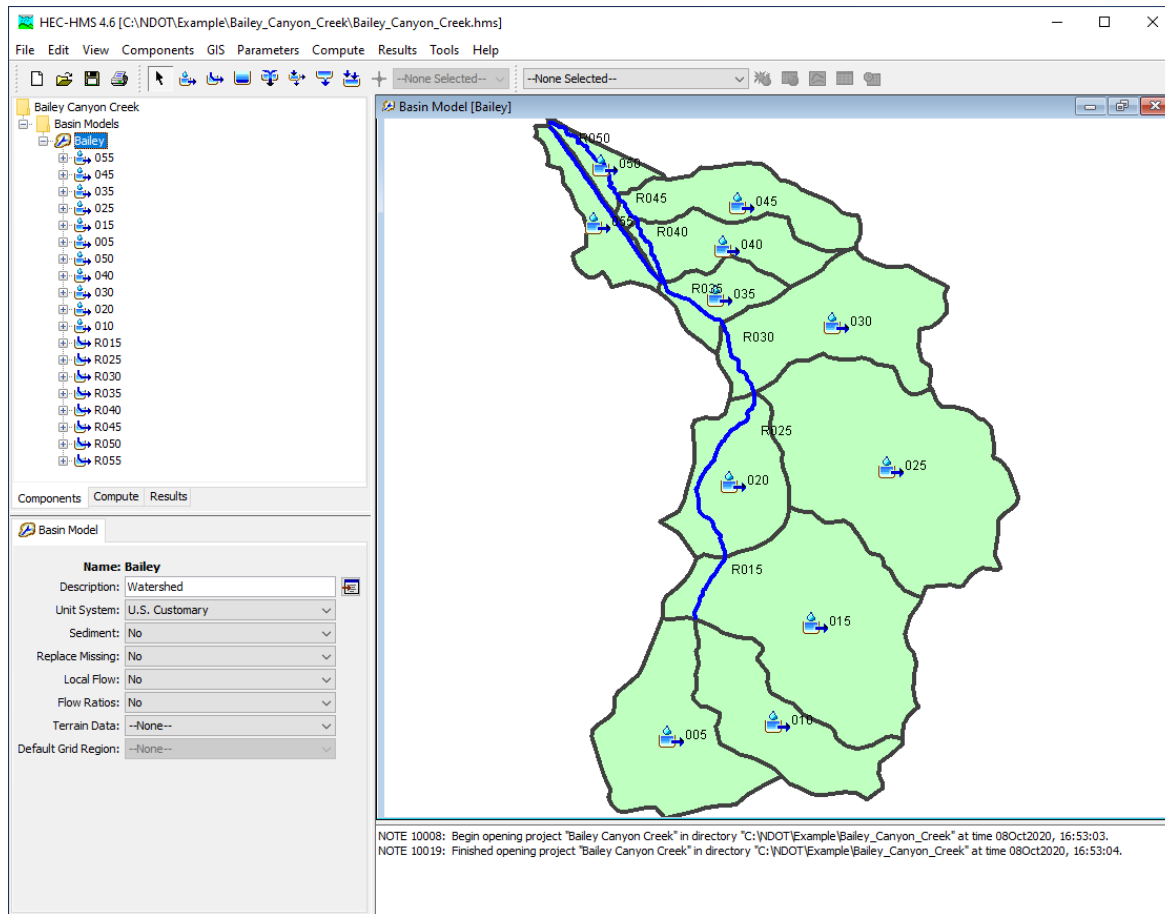 HEC-HMS 4.6 [C:\NDOT\Example\Bailey_Canyon_Creek\Bailey_Canyon_Creek.hms]
File Edit View Components GIS Parameters Compute Results Tools Help
--None Selected-- --None Selected--
Bailey Canyon Creek
Basin Models
Bailey
055
045
035
025
015
005
050
040
030
020
010
R015
R025
R030
R035
R040
R045
R050
R055
Components Compute Results
Basin Model
Name: Bailey
Description: Watershed
Unit System: U.S. Customary
Sediment: No
Replace Missing: No
Local Flow: No
Flow Ratios: No
Terrain Data: --None--
Default Grid Region: --None--
Basin Model [Bailey]
R050
050
R045
045
055
R040
040
R035
035
030
R030
R025
025
020
R015
015
010
005
NOTE 10008: Begin opening project "Bailey Canyon Creek" in directory "C:\NDOT\Example\Bailey_Canyon_Creek" at time 08Oct2020, 16:53:03.
NOTE 10019: Finished opening project "Bailey Canyon Creek" in directory "C:\NDOT\Example\Bailey_Canyon_Creek" at time 08Oct2020, 16:53:04.